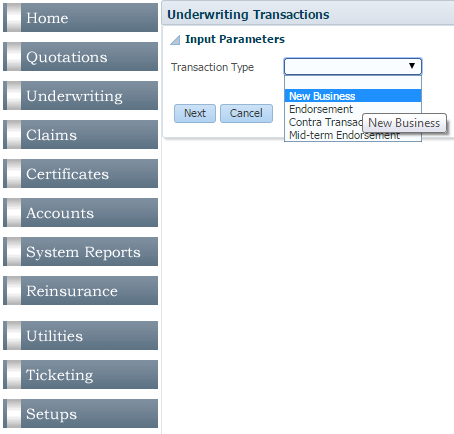 Home
Quotations
Underwriting
Claims
Certificates
Accounts
System Reports
Reinsurance
Utilities
Ticketing
Setups
Underwriting Transactions
Input Parameters
Transaction Type
New Business
Endorsement
Contra Transac
New Business
Mid-term Endorsement
Next
Cancel